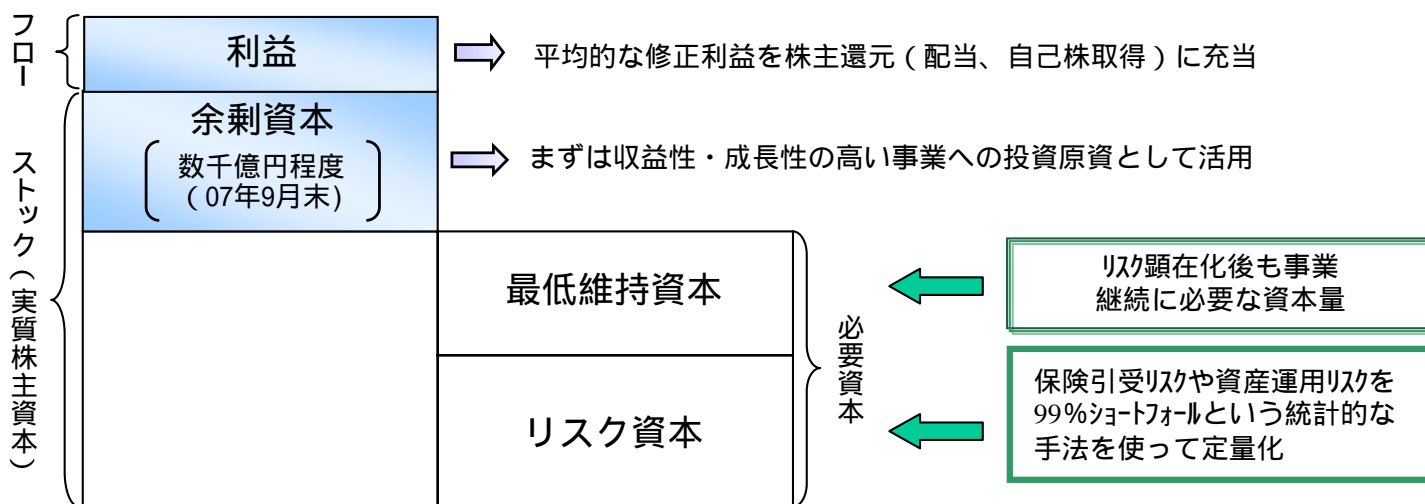 フロー
利益
平均的な修正利益を株主還元（配当、自己株取得）に充当
ストック（実質株主資本）
余剰資本
数千億円程度
（07年9月末）
まずは収益性・成長性の高い事業への投資原資として活用
最低維持資本
リスク資本
必要資本
ﾘｽｸ顕在化後も事業
継続に必要な資本量
保険引受ﾘｽｸや資産運用ﾘｽｸを
99%ｼｮｰﾄﾌｫｰﾙという統計的な
手法を使って定量化